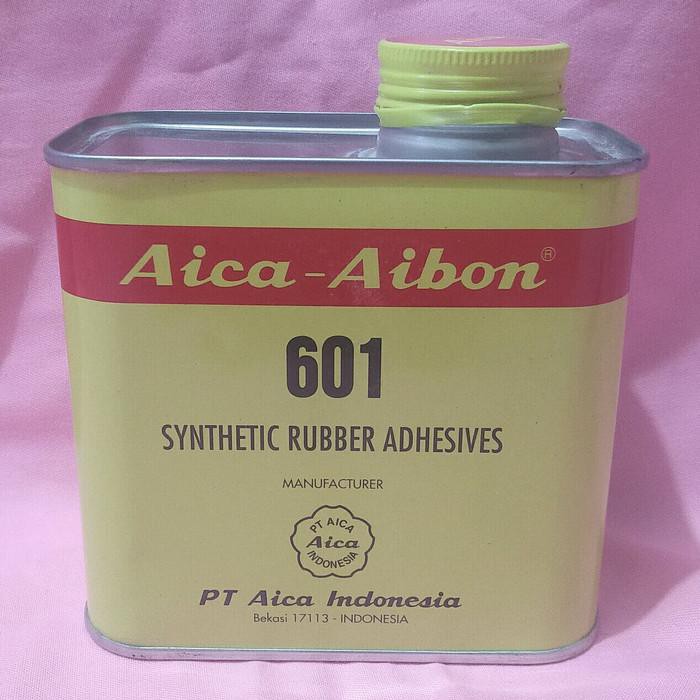 Aica-Aibon®
601
SYNTHETIC RUBBER ADHESIVES
MANUFACTURER
PT AICA
Aica
INDONESIA
PT Aica Indonesia
Bekasi 17113 - INDONESIA